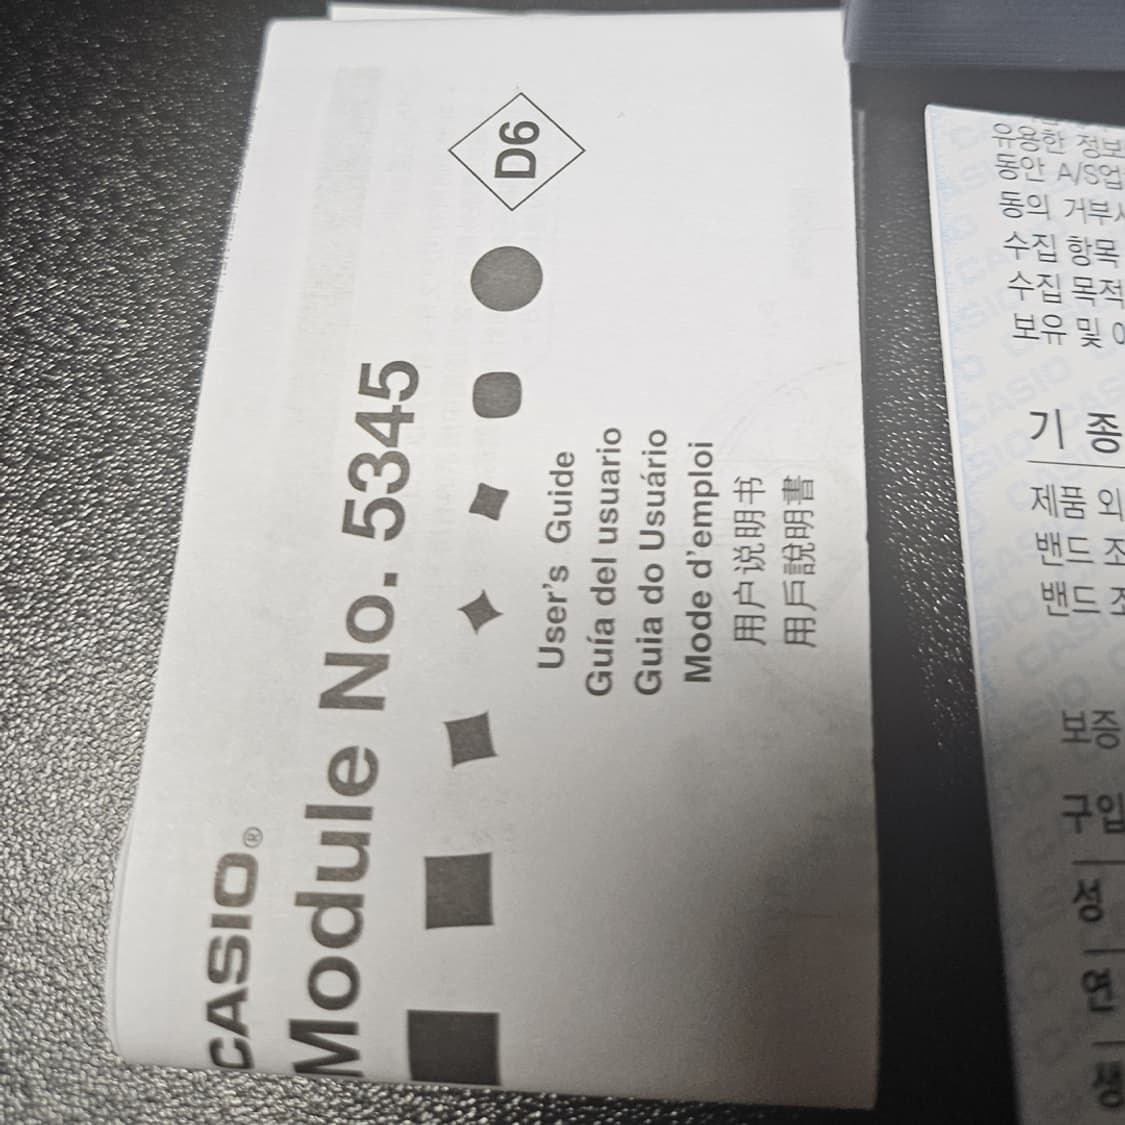 CASIO®
Module No. 5345
D6
User's Guide
Guía del usuario
Guia do Usuário
Mode d'emploi
用户说明书
用戶說明書
유용한 정보
동안 A/S업
동의 거부
수집 항목
수집 목적
보유 및
기 종
제품 외
밴드 조
밴드
보증
구입
성
연